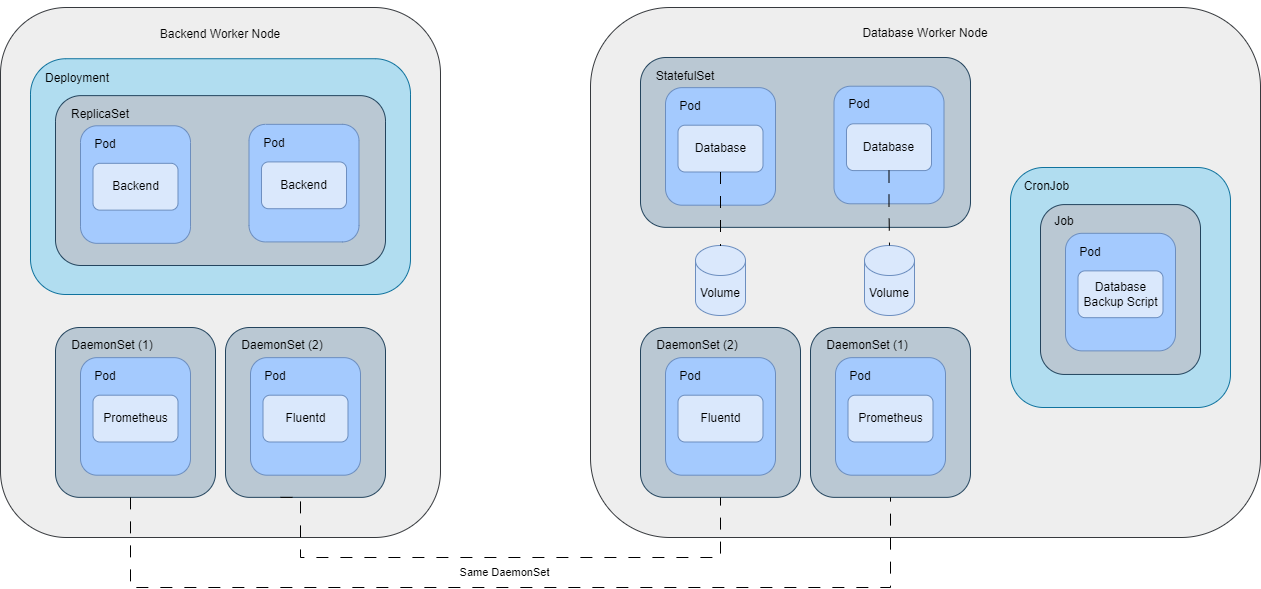 Backend Worker Node
Deployment
ReplicaSet
Pod
Backend
Pod
Backend
DaemonSet (1)
Pod
Prometheus
DaemonSet (2)
Pod
Fluentd
Database Worker Node
StatefulSet
Pod
Database
Pod
Database
Volume
Volume
DaemonSet (2)
Pod
Fluentd
DaemonSet (1)
Pod
Prometheus
CronJob
Job
Pod
Database
Backup Script
Same DaemonSet